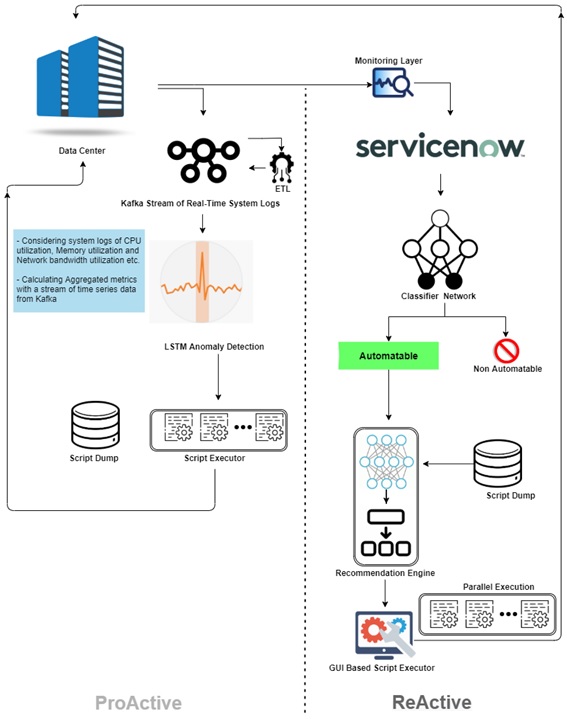 Monitoring Layer
Data Center
servicenow™
ETL
Kafka Stream of Real-Time System Logs
- Considering system logs of CPU
utilization, Memory utilization and
Network bandwidth utilization etc.
- Calculating Aggregated metrics
with a stream of time series data
from Kafka
LSTM Anomaly Detection
Script Dump
Script Executor
Classifier Network
Automatable
Non Automatable
Script Dump
Recommendation Engine
Parallel Execution
GUI Based Script Executor
ProActive
ReActive